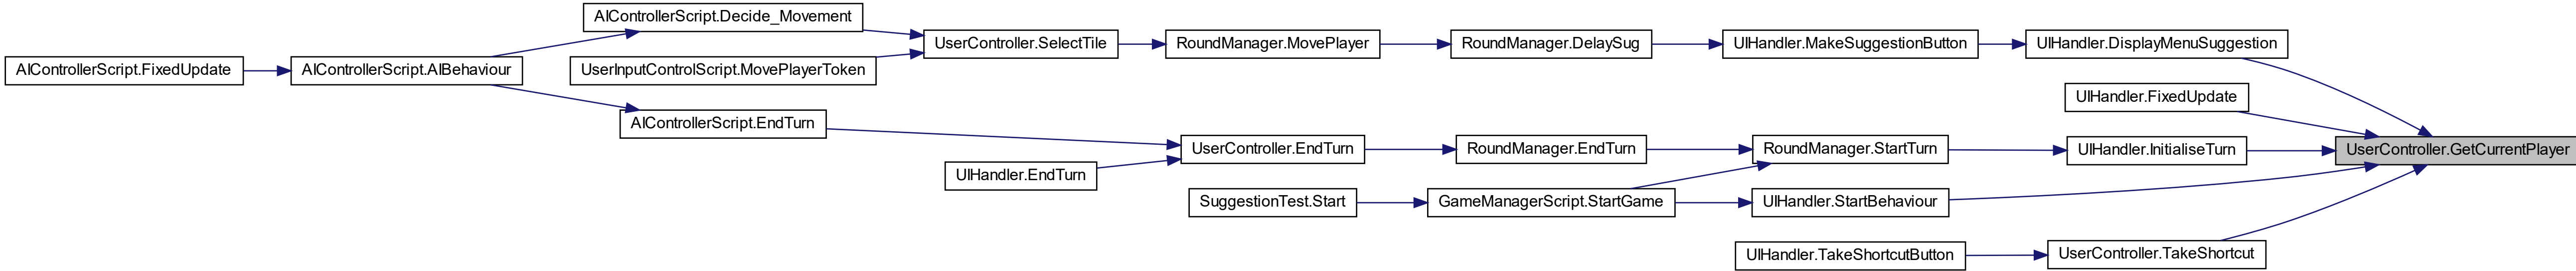 AIControllerScript.Decide_Movement
UserController.SelectTile
RoundManager.MovePlayer
RoundManager.DelaySug
UIHandler.MakeSuggestionButton
UIHandler.DisplayMenuSuggestion
AIControllerScript.FixedUpdate
AIControllerScript.AIBehaviour
UserInputControlScript.MovePlayerToken
UIHandler.FixedUpdate
AIControllerScript.EndTurn
UserController.EndTurn
RoundManager.EndTurn
RoundManager.StartTurn
UIHandler.InitialiseTurn
UserController.GetCurrentPlayer
UIHandler.EndTurn
SuggestionTest.Start
GameManagerScript.StartGame
UIHandler.StartBehaviour
UIHandler.TakeShortcutButton
UserController.TakeShortcut